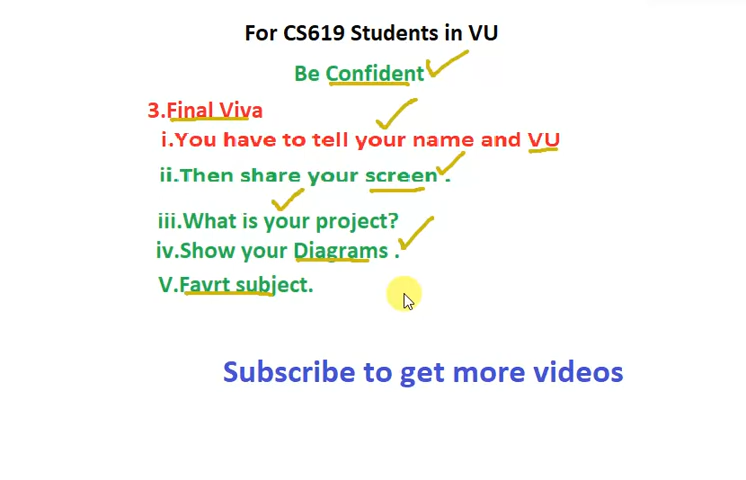 For CS619 Students in VU
Be Confident
3.Final Viva
i.You have to tell your name and VU
ii.Then share your screen .
iii.What is your project?
iv.Show your Diagrams .
V.Favrt subject.
Subscribe to get more videos